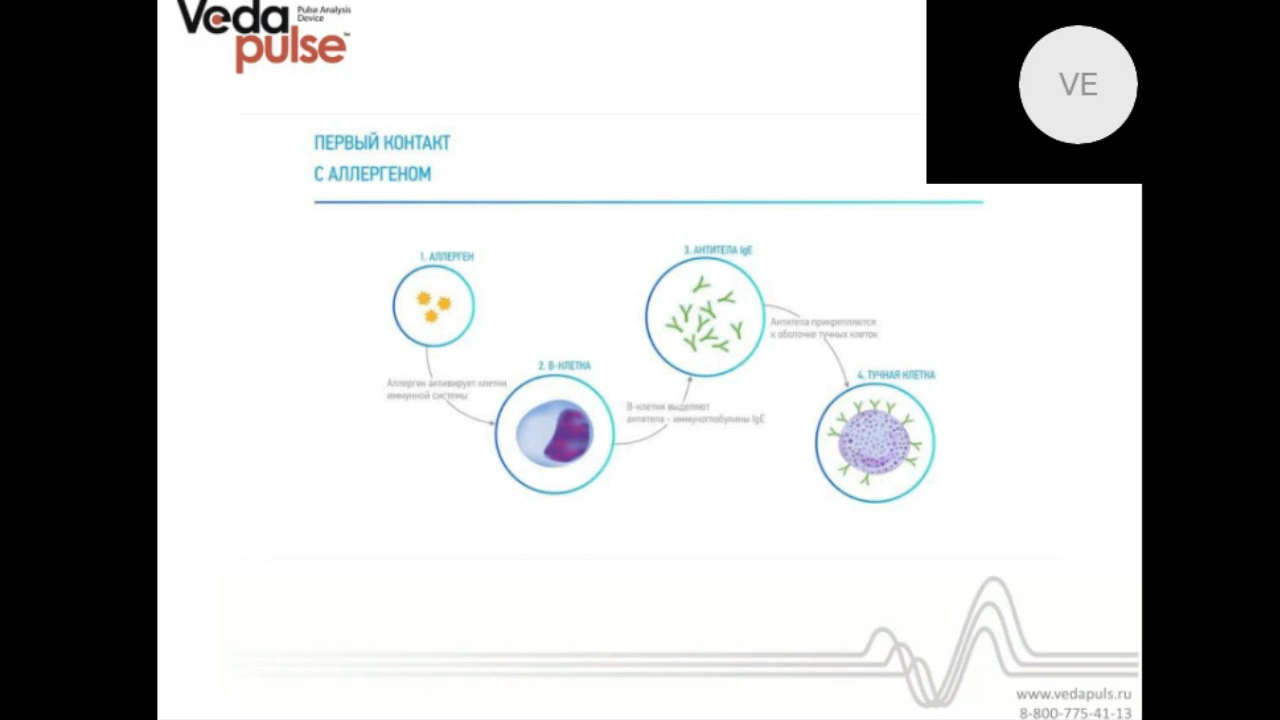 Veda
Pulse Analysis
Device
pulse™
VE
ПЕРВЫЙ КОНТАКТ
С АЛЛЕРГЕНОМ
1. АЛЛЕРГЕН
Аллерген активирует клетки
иммунной системы
2. В-КЛЕТКА
В-клетки выделяют
антитела - иммуноглобулины IgE
3. АНТИТЕЛА IgE
Антитела прикрепляются
к оболочке тучных клеток
4. ТУЧНАЯ КЛЕТКА
www.vedapuls.ru
8-800-775-41-13